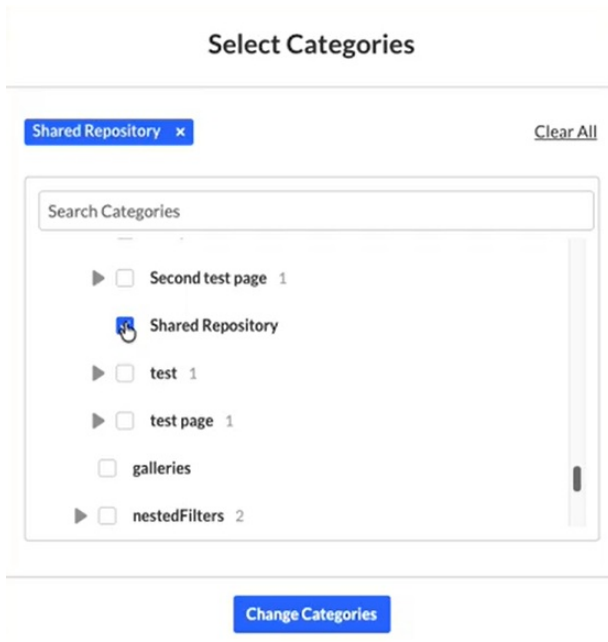 Select Categories
Shared Repository ×
Clear All
Search Categories
Second test page 1
Shared Repository
test 1
test page 1
galleries
nestedFilters 2
Change Categories